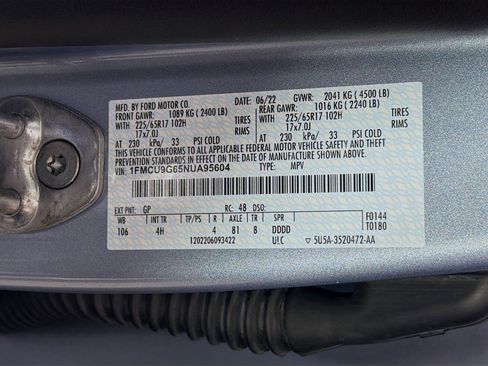 MFD. BY FORD MOTOR CO. DATE: 06/22 GVWR: 2041 KG ( 4500 LB)
FRONT GAWR: 1089 KG ( 2400 LB) REAR GAWR: 1016 KG ( 2240 LB)
WITH 225/65R17 102H TIRES WITH 225/65R17 102H TIRES
17x7.0J RIMS 17x7.0J RIMS
AT 230 kPa/ 33 PSI COLD AT 230 kPa/ 33 PSI COLD
THIS VEHICLE CONFORMS TO ALL APPLICABLE FEDERAL MOTOR VEHICLE SAFETY AND THEFT PREVENTION STANDARDS IN EFFECT ON THE DATE OF MANUFACTURE SHOWN ABOVE.
VIN: 1FMCU9G65NUA95604 TYPE: MPV
EXT PNT: GP RC: 48 DSO: F0144
WB INT TR TP/PS R AXLE TR SPR T0180
106 4H 4 81 8 DDDD
1202206093422 ULC 5U5A-3520472-AA